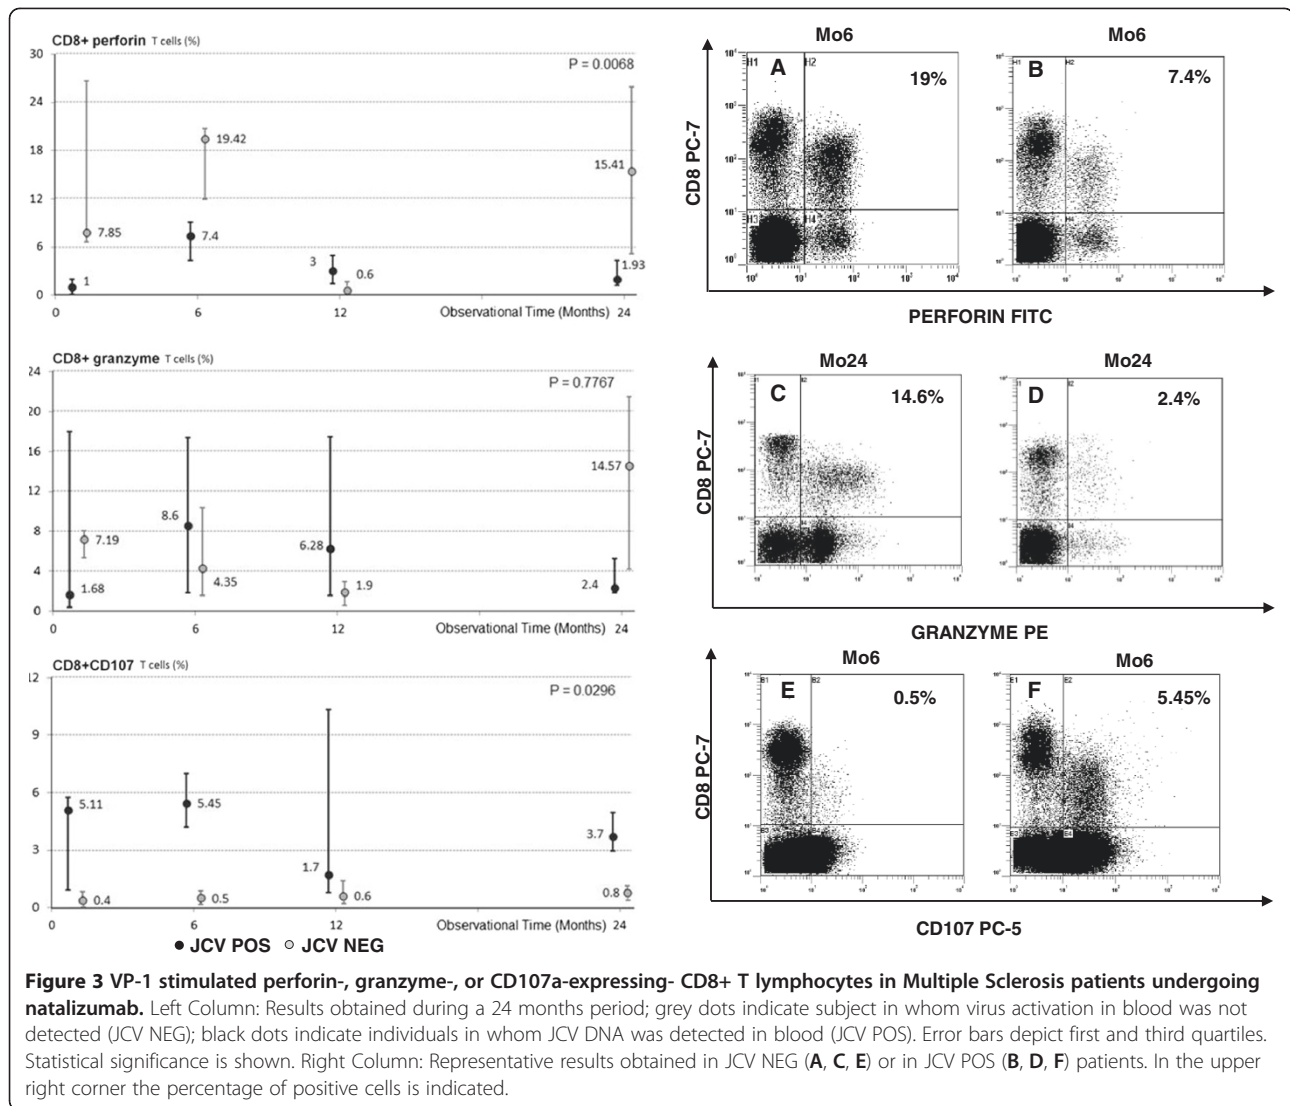 CD8+ perforin T cells (%)
30
24
18
12
6
0
P = 0.0068
7.85
1
19.42
7.4
3
0.6
15.41
1.93
0 6 12 Observational Time (Months) 24
CD8+ granzyme T cells (%)
24
20
16
12
8
4
0
P = 0.7767
7.19
1.68
8.6
4.35
6.28
1.9
14.57
2.4
0 6 12 Observational Time (Months) 24
CD8+CD107 T cells (%)
12
9
6
3
0
P = 0.0296
5.11
0.4
5.45
0.5
1.7
0.6
3.7
0.8
0 6 12 Observational Time (Months) 24
JCV POS JCV NEG
Mo6 Mo6
CD8 PC-7
H1 A H2 19%
H3 H4
H1 B H2 7.4%
H4
PERFORIN FITC
Mo24 Mo24
CD8 PC-7
C 14.6%
D 2.4%
GRANZYME PE
Mo6 Mo6
CD8 PC-7
E 0.5%
E1 F E2 5.45%
E4
CD107 PC-5
Figure 3 VP-1 stimulated perforin-, granzyme-, or CD107a-expressing- CD8+ T lymphocytes in Multiple Sclerosis patients undergoing
natalizumab. Left Column: Results obtained during a 24 months period; grey dots indicate subject in whom virus activation in blood was not
detected (JCV NEG); black dots indicate individuals in whom JCV DNA was detected in blood (JCV POS). Error bars depict first and third quartiles.
Statistical significance is shown. Right Column: Representative results obtained in JCV NEG (A, C, E) or in JCV POS (B, D, F) patients. In the upper
right corner the percentage of positive cells is indicated.